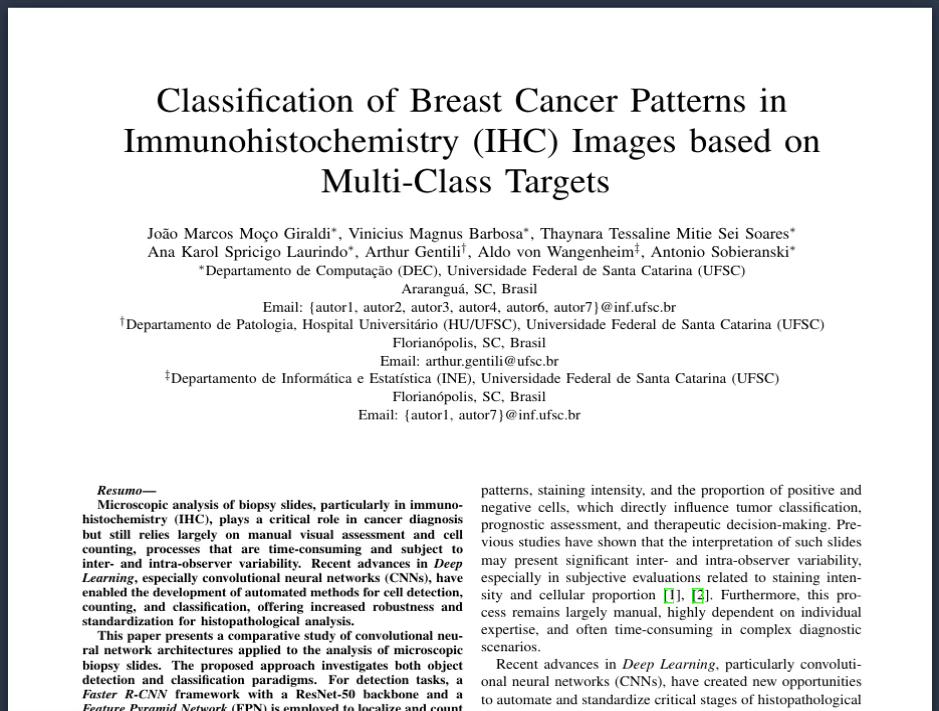 Classification of Breast Cancer Patterns in
Immunohistochemistry (IHC) Images based on
Multi-Class Targets
João Marcos Moço Giraldi*, Vinicius Magnus Barbosa*, Thaynara Tessaline Mitie Sei Soares*
Ana Karol Spricigo Laurindo*, Arthur Gentili†, Aldo von Wangenheim‡, Antonio Sobieranski*
*Departamento de Computação (DEC), Universidade Federal de Santa Catarina (UFSC)
Araranguá, SC, Brasil
Email: {autor1, autor2, autor3, autor4, autor6, autor7}@inf.ufsc.br
†Departamento de Patologia, Hospital Universitário (HU/UFSC), Universidade Federal de Santa Catarina (UFSC)
Florianópolis, SC, Brasil
Email: arthur.gentili@ufsc.br
‡Departamento de Informática e Estatística (INE), Universidade Federal de Santa Catarina (UFSC)
Florianópolis, SC, Brasil
Email: {autor1, autor7}@inf.ufsc.br
Resumo—
Microscopic analysis of biopsy slides, particularly in immuno-
histochemistry (IHC), plays a critical role in cancer diagnosis
but still relies largely on manual visual assessment and cell
counting, processes that are time-consuming and subject to
inter- and intra-observer variability. Recent advances in Deep
Learning, especially convolutional neural networks (CNNs), have
enabled the development of automated methods for cell detection,
counting, and classification, offering increased robustness and
standardization for histopathological analysis.
This paper presents a comparative study of convolutional neu-
ral network architectures applied to the analysis of microscopic
biopsy slides. The proposed approach investigates both object
detection and classification paradigms. For detection tasks, a
Faster R-CNN framework with a ResNet-50 backbone and a
Feature Pyramid Network (FPN) is employed to localize and count
patterns, staining intensity, and the proportion of positive and
negative cells, which directly influence tumor classification,
prognostic assessment, and therapeutic decision-making. Pre-
vious studies have shown that the interpretation of such slides
may present significant inter- and intra-observer variability,
especially in subjective evaluations related to staining inten-
sity and cellular proportion [1], [2]. Furthermore, this pro-
cess remains largely manual, highly dependent on individual
expertise, and often time-consuming in complex diagnostic
scenarios.
Recent advances in Deep Learning, particularly convoluti-
onal neural networks (CNNs), have created new opportunities
to automate and standardize critical stages of histopathological